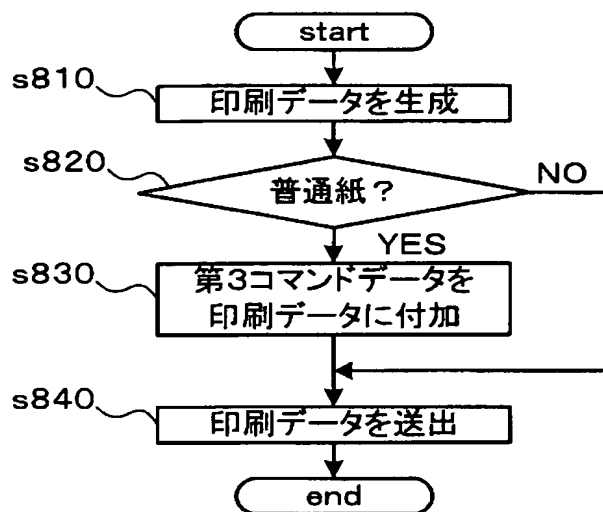 start
s810
印刷データを生成
s820
普通紙？
NO
YES
s830
第3コマンドデータを
印刷データに付加
s840
印刷データを送出
end